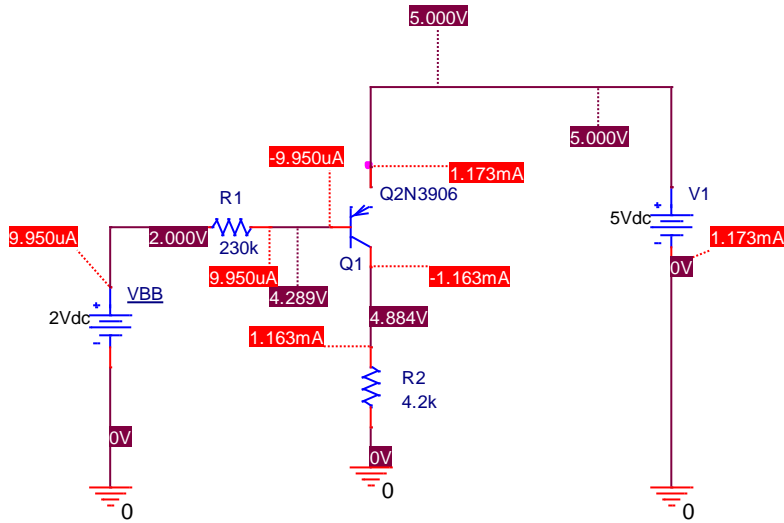 5.000V
5.000V
-9.950uA
1.173mA
R1
Q2N3906
V1
5Vdc
9.950uA
2.000V
230k
1.173mA
9.950uA
Q1
-1.163mA
0V
VBB
4.289V
2Vdc
4.884V
1.163mA
R2
4.2k
0V
0V
0
0
0